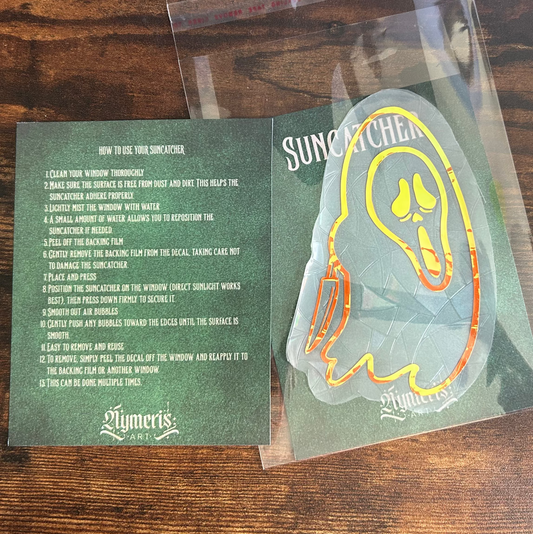 HOW TO USE YOUR SUNCATCHER
1. CLEAN YOUR WINDOW THOROUGHLY
2. MAKE SURE THE SURFACE IS FREE FROM DUST AND DIRT THIS HELPS THE
SUNCATCHER ADHERE PROPERLY.
3. LIGHTLY MIST THE WINDOW WITH WATER
4. A SMALL AMOUNT OF WATER ALLOWS YOU TO REPOSITION THE
SUNCATCHER IF NEEDED.
5. PEEL OFF THE BACKING FILM
6. GENTLY REMOVE THE BACKING FILM FROM THE DECAL, TAKING CARE NOT
TO DAMAGE THE SUNCATCHER.
7. PLACE AND PRESS
8. POSITION THE SUNCATCHER ON THE WINDOW (DIRECT SUNLIGHT WORKS
BEST), THEN PRESS DOWN FIRMLY TO SECURE IT.
9. SMOOTH OUT AIR BUBBLES
10. GENTLY PUSH ANY BUBBLES TOWARD THE EDGES UNTIL THE SURFACE IS
SMOOTH.
11. EASY TO REMOVE AND REUSE
12. TO REMOVE, SIMPLY PEEL THE DECAL OFF THE WINDOW AND REAPPLY IT TO
THE BACKING FILM OR ANOTHER WINDOW.
13. THIS CAN BE DONE MULTIPLE TIMES.
Nymeris
ART
SUNCATCHER
Nymeris